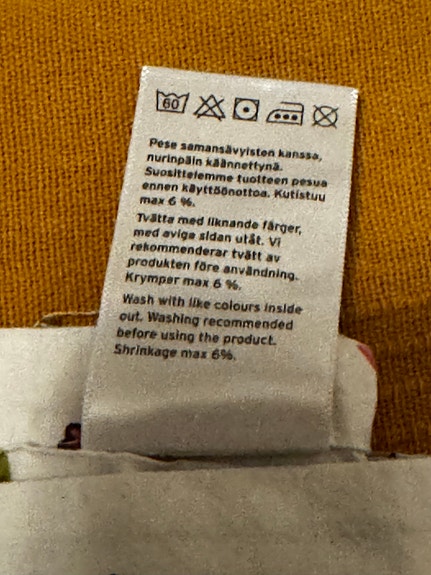 60
Pese samansävyisten kanssa,
nurinpäin käännettynä.
Suosittelemme tuotteen pesua
ennen käyttöönottoa. Kutistuu
max 6 %.
Tvätta med liknande färger,
med aviga sidan utåt. Vi
rekommenderar tvätt av
produkten före användning.
Krymper max 6 %.
Wash with like colours inside
out. Washing recommended
before using the product.
Shrinkage max 6%.